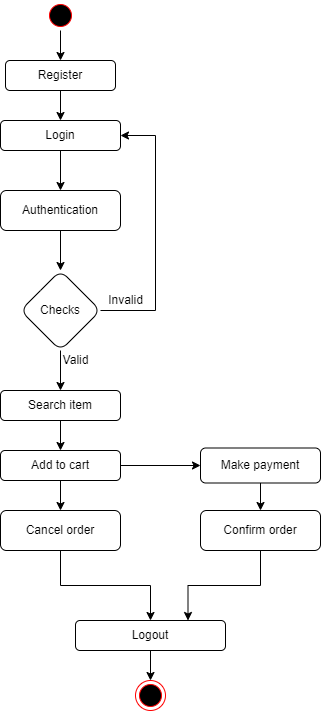 Register
Login
Authentication
Checks
Invalid
Valid
Search item
Add to cart
Make payment
Cancel order
Confirm order
Logout